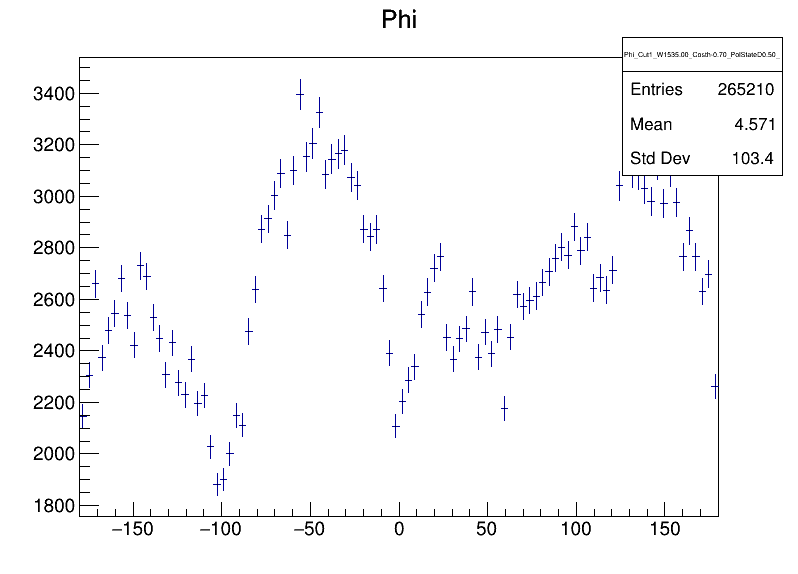 Phi
Phi_Cut1_W1535.00_Costh-0.70_PolStateD0.50_
Entries 265210
Mean 4.571
Std Dev 103.4
3400
3200
3000
2800
2600
2400
2200
2000
1800
−150 −100 −50 0 50 100 150